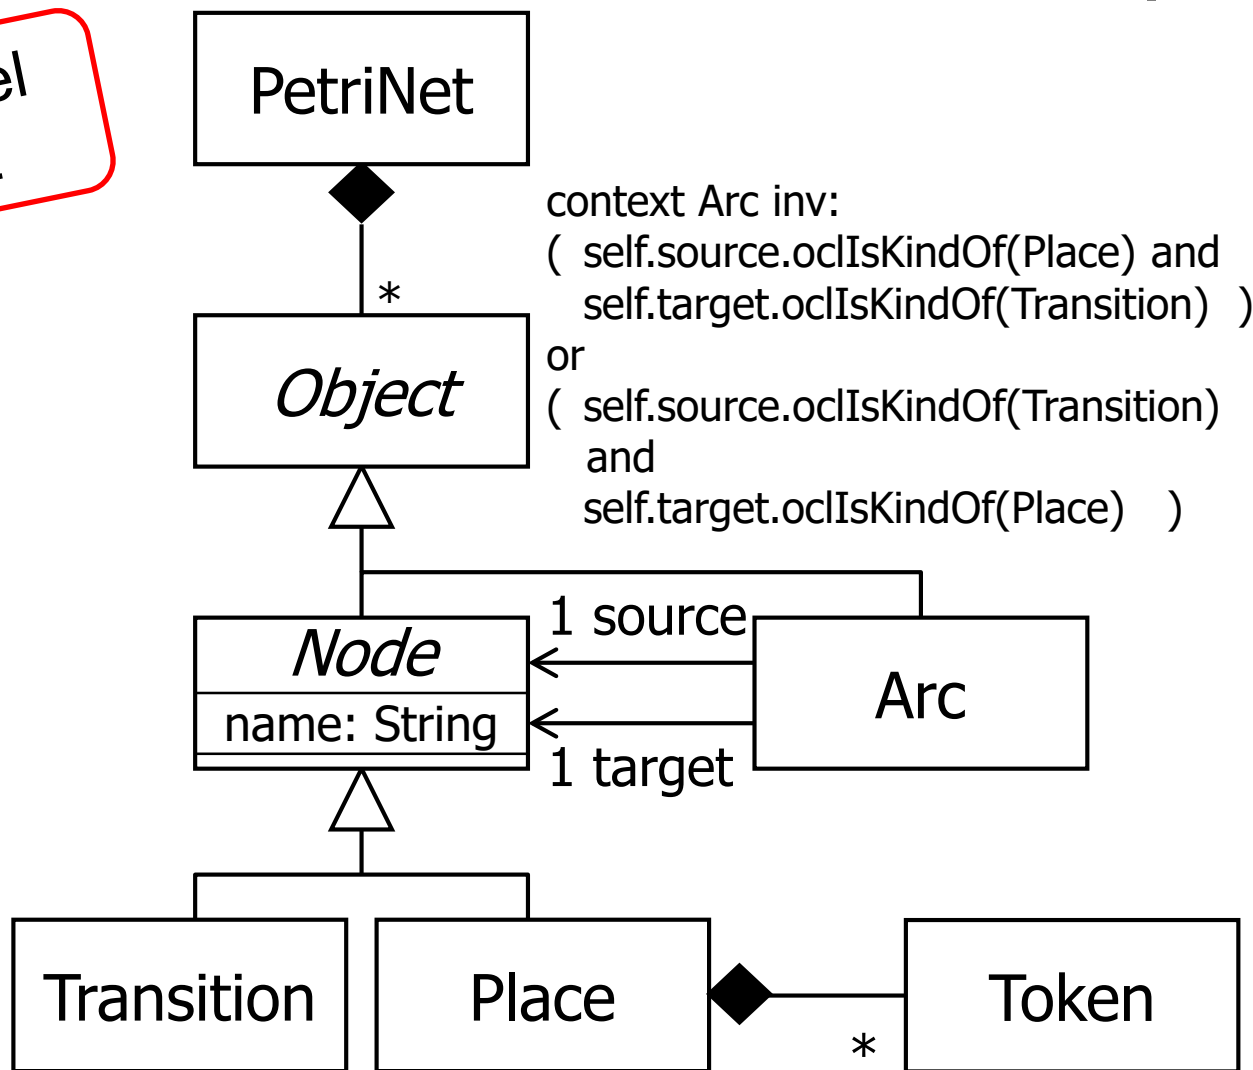 el
PetriNet
context Arc inv:
( self.source.oclIsKindOf(Place) and
self.target.oclIsKindOf(Transition) )
or
( self.source.oclIsKindOf(Transition)
and
self.target.oclIsKindOf(Place) )
*
Object
1 source
Node
name: String
Arc
1 target
Transition
Place
Token
*